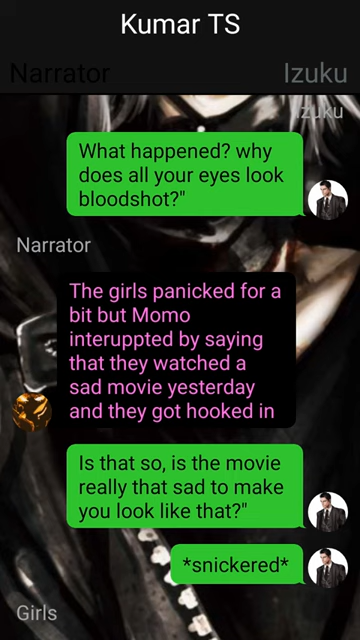 Kumar TS
Narrator
Izuku
Izuku
What happened? why
does all your eyes look
bloodshot?"
Narrator
The girls panicked for a
bit but Momo
interuppted by saying
that they watched a
sad movie yesterday
and they got hooked in
Is that so, is the movie
really that sad to make
you look like that?"
*snickered*
Girls